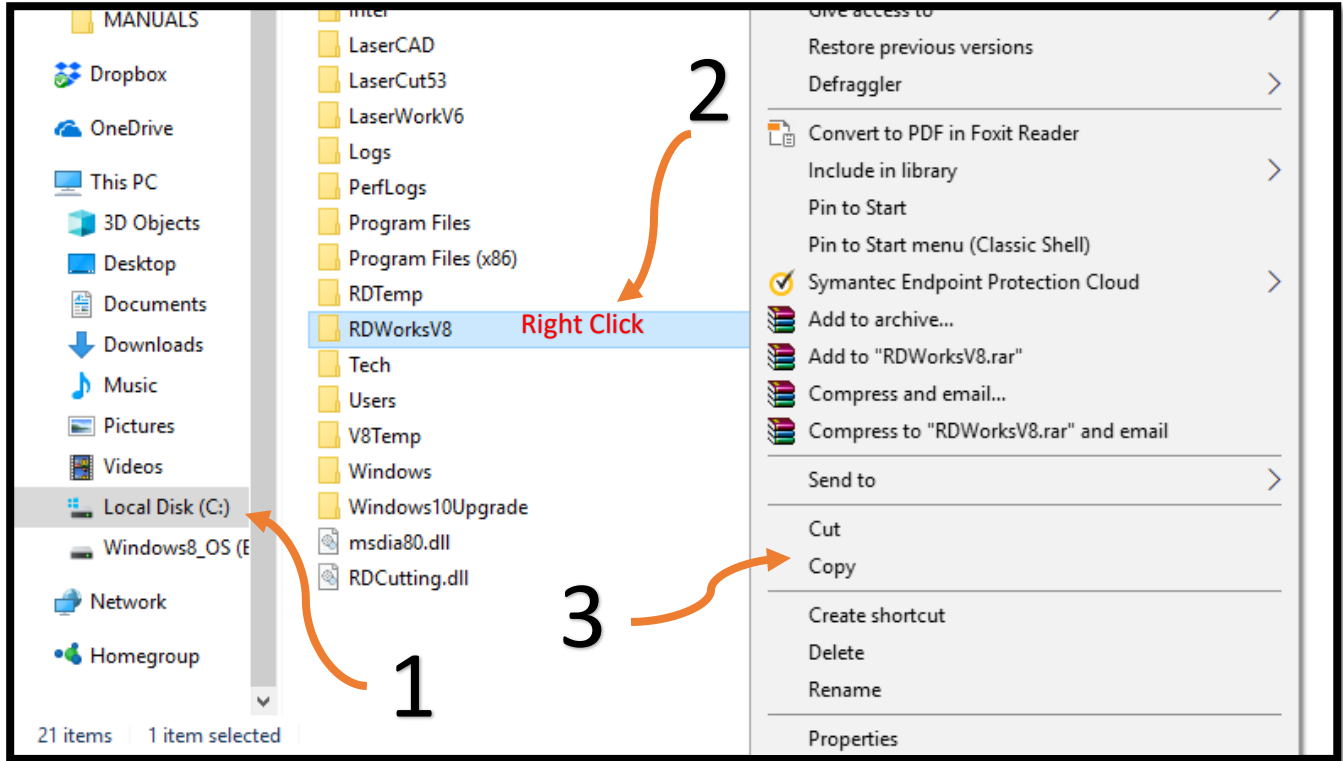 MANUALS
Dropbox
OneDrive
This PC
3D Objects
Desktop
Documents
Downloads
Music
Pictures
Videos
Local Disk (C:)
Windows8_OS (E
Network
Homegroup
21 items 1 item selected
Intel
LaserCAD
LaserCut53
LaserWorkV6
Logs
PerfLogs
Program Files
Program Files (x86)
RDTemp
RDWorksV8
Right Click
Tech
Users
V8Temp
Windows
Windows10Upgrade
msdia80.dll
RDCutting.dll
1
2
3
Give access to
Restore previous versions
Defraggler
Convert to PDF in Foxit Reader
Include in library
Pin to Start
Pin to Start menu (Classic Shell)
Symantec Endpoint Protection Cloud
Add to archive...
Add to "RDWorksV8.rar"
Compress and email...
Compress to "RDWorksV8.rar" and email
Send to
Cut
Copy
Create shortcut
Delete
Rename
Properties